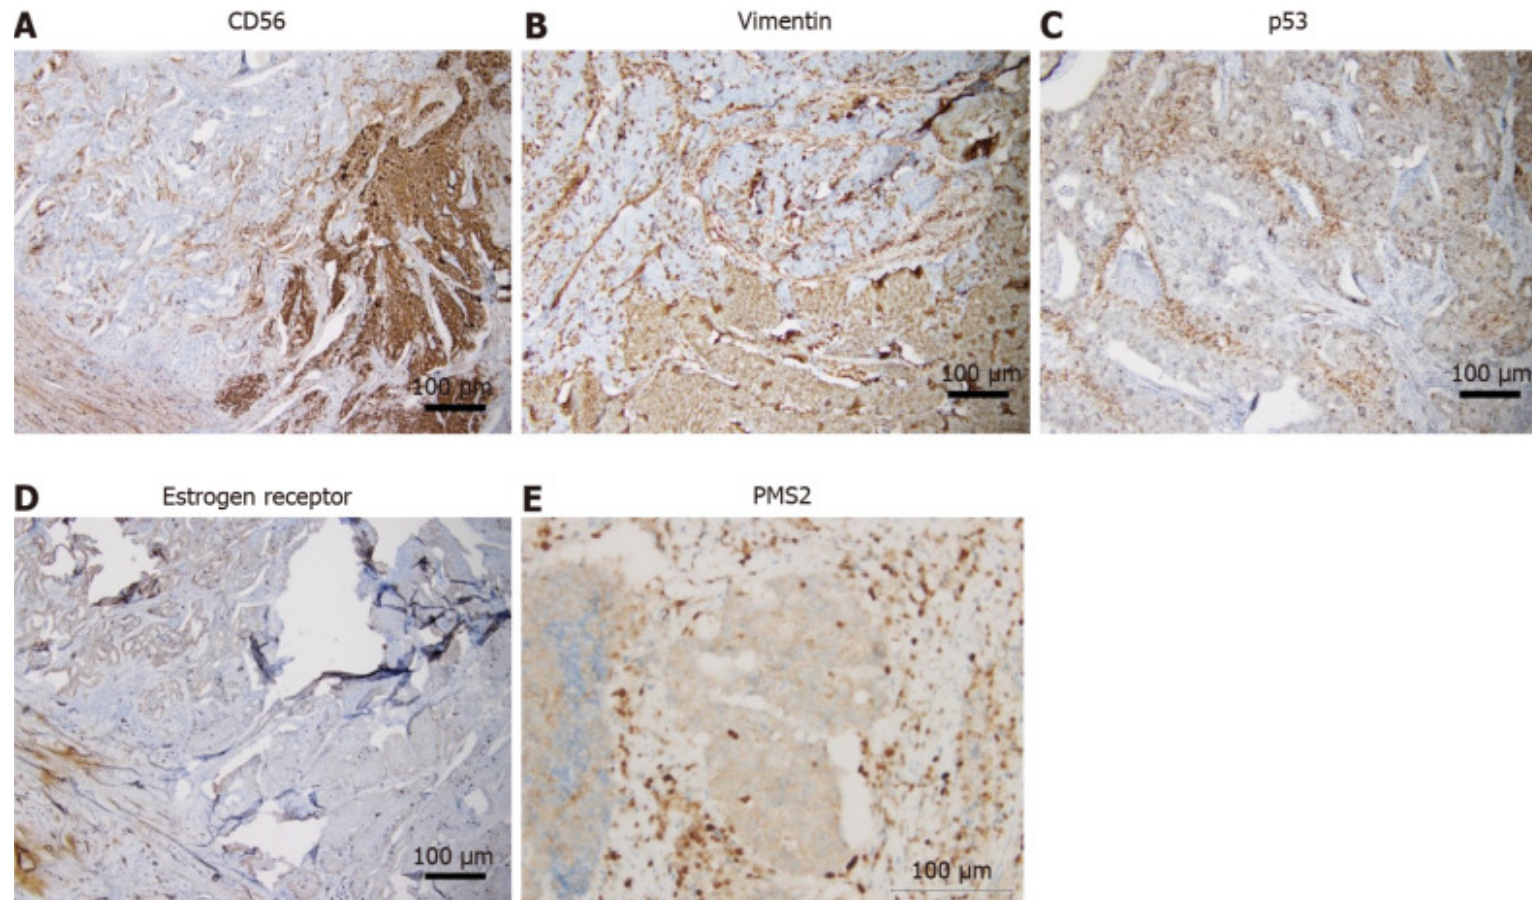 A CD56
B Vimentin
C p53
100 µm
100 µm
100 µm
D Estrogen receptor
E PMS2
100 µm
100 µm